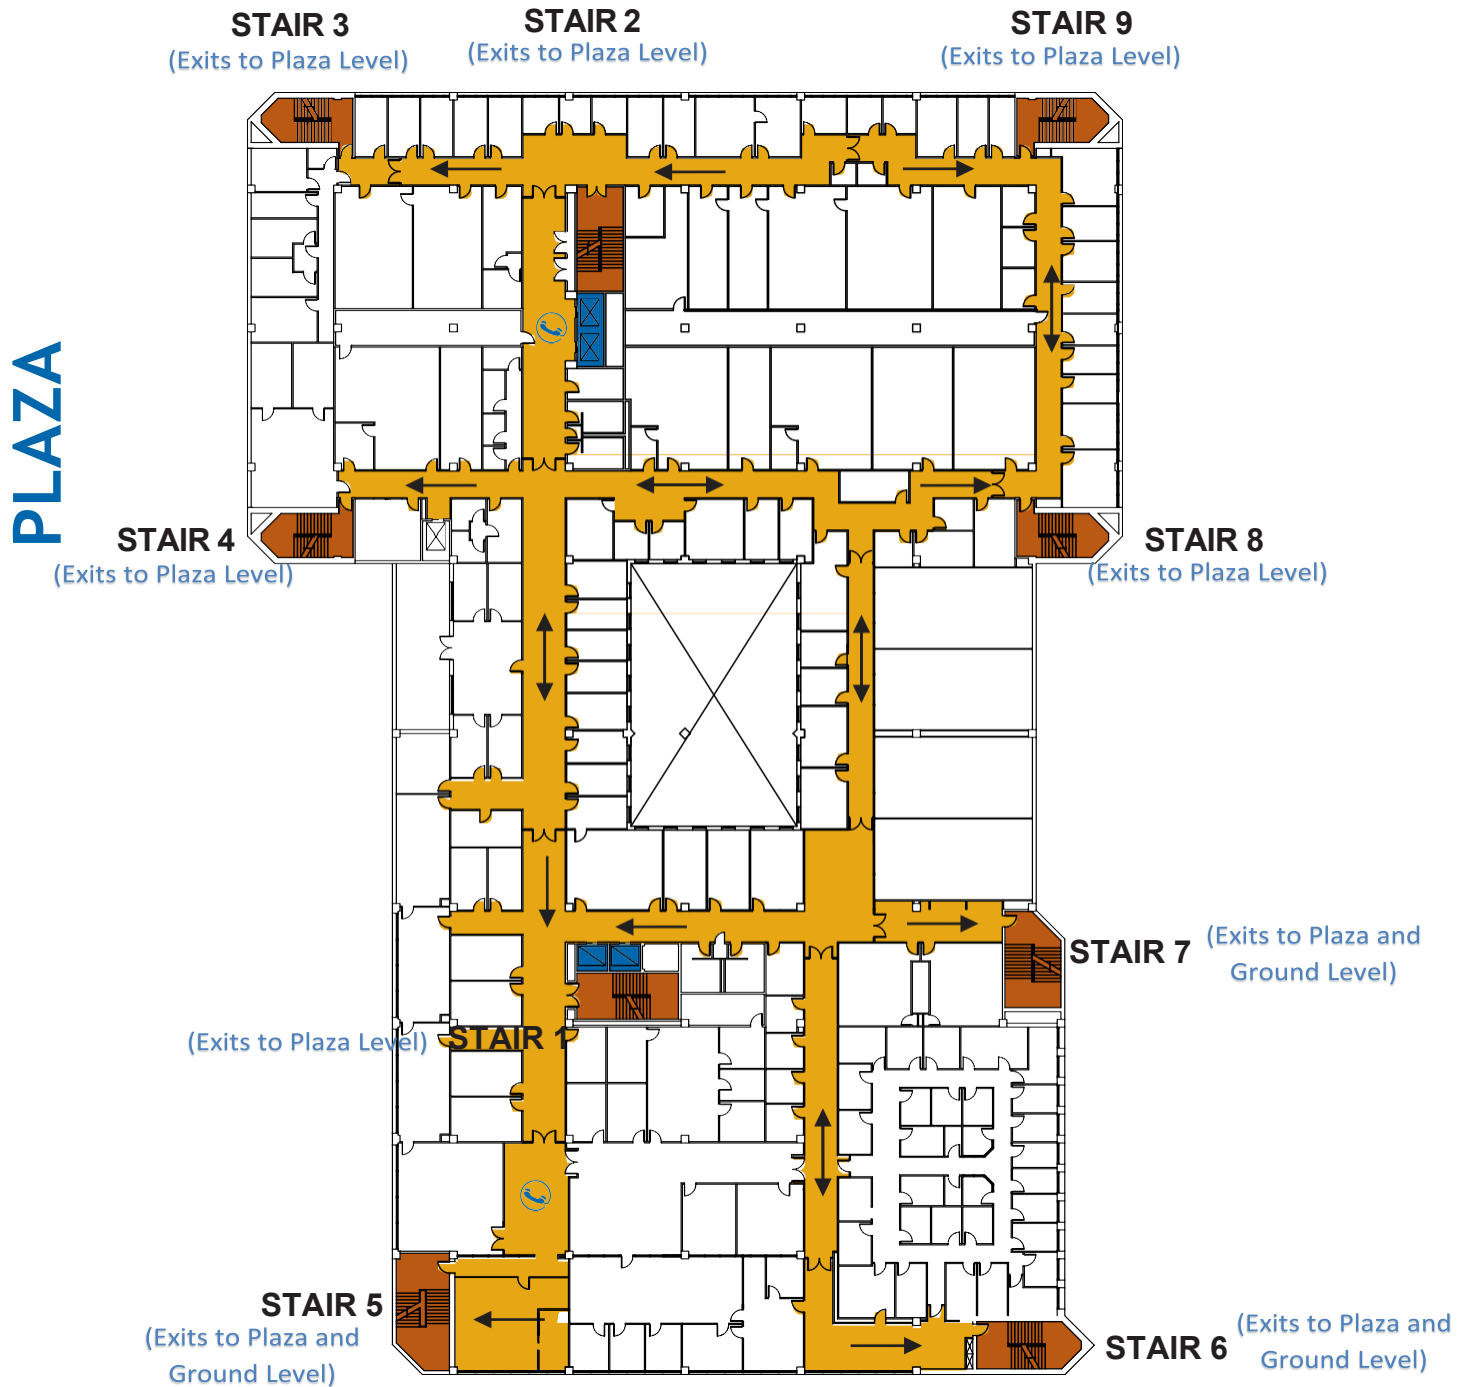 STAIR 3
(Exits to Plaza Level)
STAIR 2
(Exits to Plaza Level)
STAIR 9
(Exits to Plaza Level)
PLAZA
STAIR 4
(Exits to Plaza Level)
STAIR 8
(Exits to Plaza Level)
STAIR 7
(Exits to Plaza and
Ground Level)
(Exits to Plaza Level)
STAIR 1
STAIR 5
(Exits to Plaza and
Ground Level)
STAIR 6
(Exits to Plaza and
Ground Level)